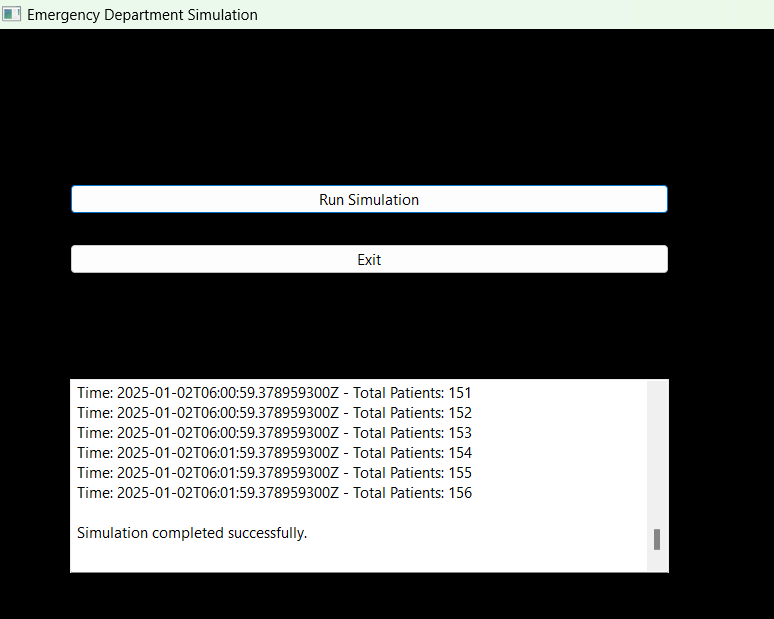 Emergency Department Simulation
Run Simulation
Exit
Time: 2025-01-02T06:00:59.378959300Z - Total Patients: 151
Time: 2025-01-02T06:00:59.378959300Z - Total Patients: 152
Time: 2025-01-02T06:00:59.378959300Z - Total Patients: 153
Time: 2025-01-02T06:01:59.378959300Z - Total Patients: 154
Time: 2025-01-02T06:01:59.378959300Z - Total Patients: 155
Time: 2025-01-02T06:01:59.378959300Z - Total Patients: 156
Simulation completed successfully.